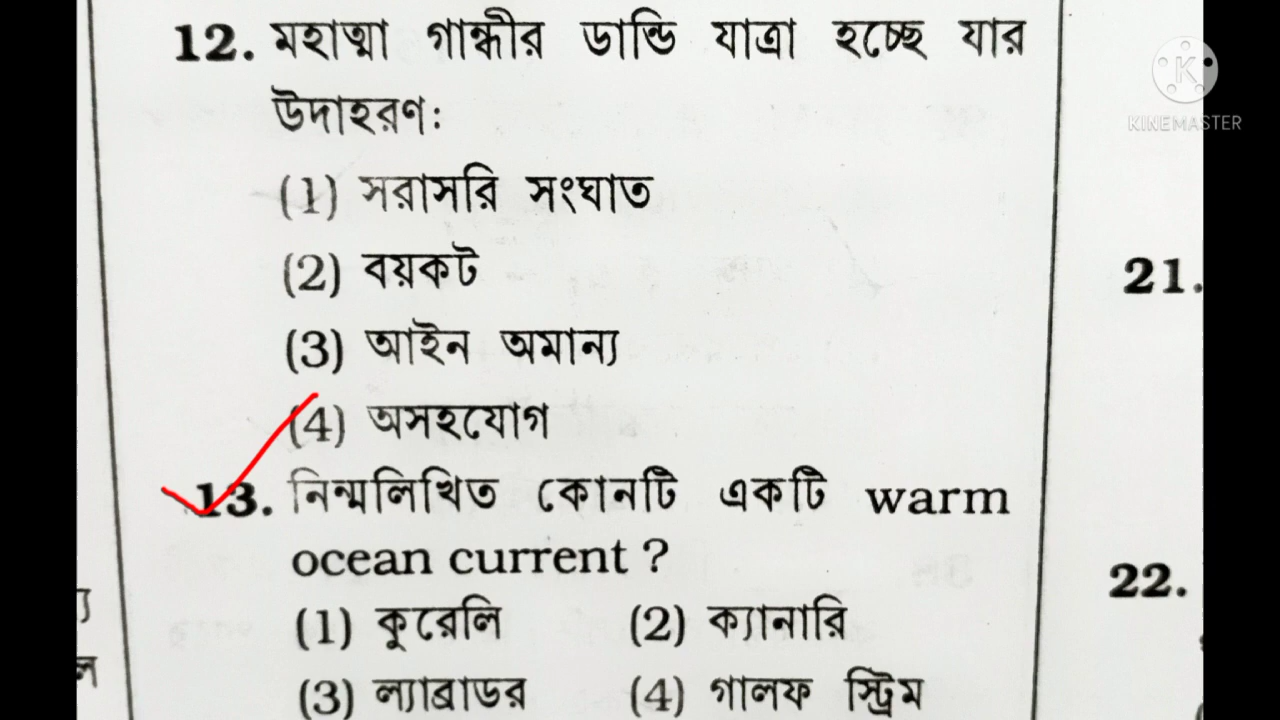 12. মহাত্মা গান্ধীর ডান্ডি যাত্রা হচ্ছে যার
উদাহরণ:
(1) সরাসরি সংঘাত
(2) বয়কট
(3) আইন অমান্য
(4) অসহযোগ
13. নিন্মলিখিত কোনটি একটি warm
ocean current ?
(1) কুরেলি (2) ক্যানারি
(3) ল্যাব্রাডর (4) গালফ স্ট্রিম
21.
22.
KINEMASTER